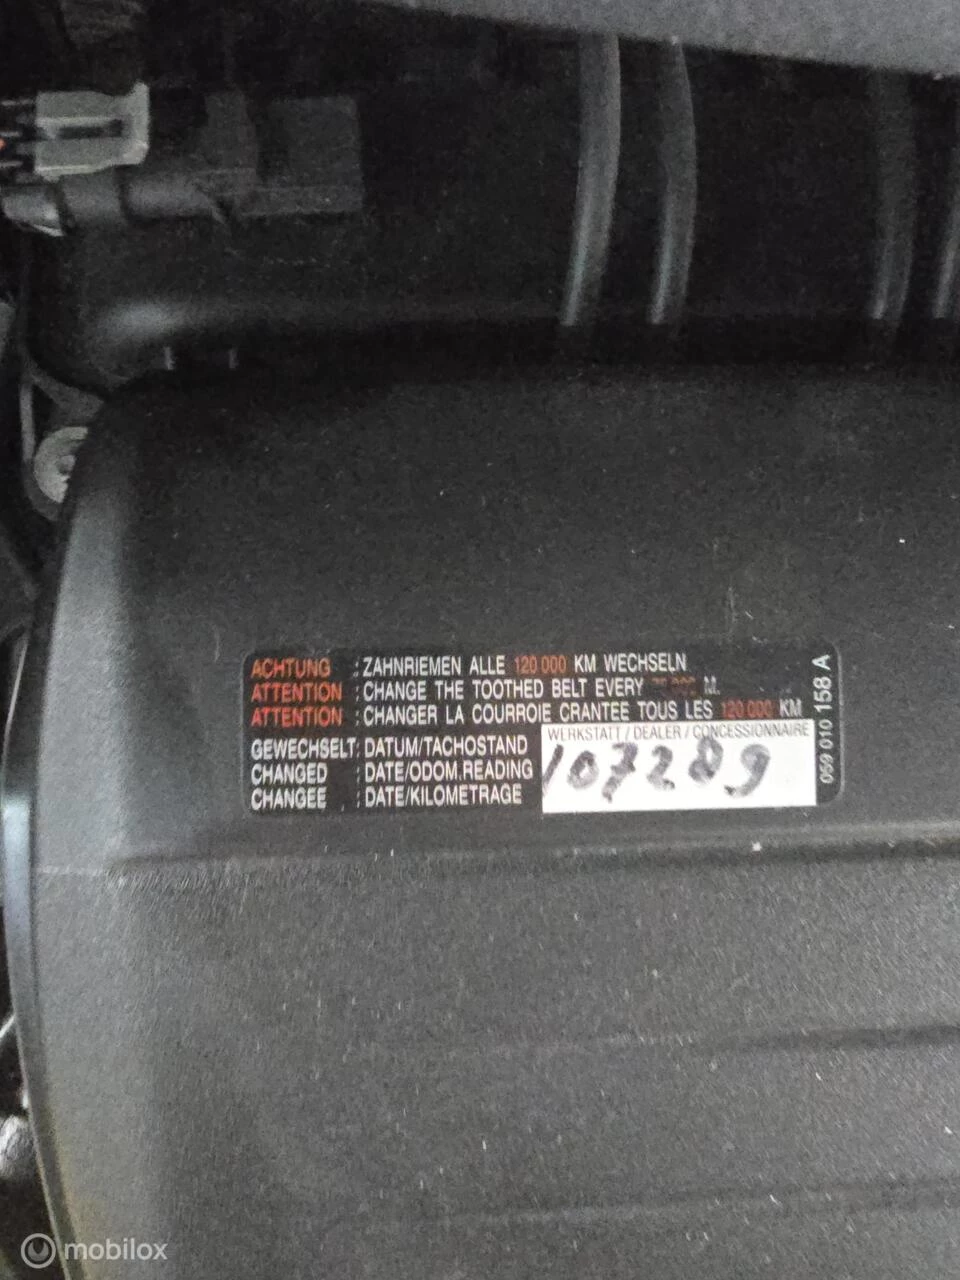 ACHTUNG : ZAHNRIEMEN ALLE 120 000 KM WECHSELN
ATTENTION : CHANGE THE TOOTHED BELT EVERY M.
ATTENTION : CHANGER LA COURROIE CRANTEE TOUS LES 120 000 KM
GEWECHSELT: DATUM/TACHOSTAND
CHANGED : DATE/ODOM.READING
CHANGEE : DATE/KILOMETRAGE
WERKSTATT/DEALER/CONCESSIONNAIRE
107289
059 010 158 A
mobilox